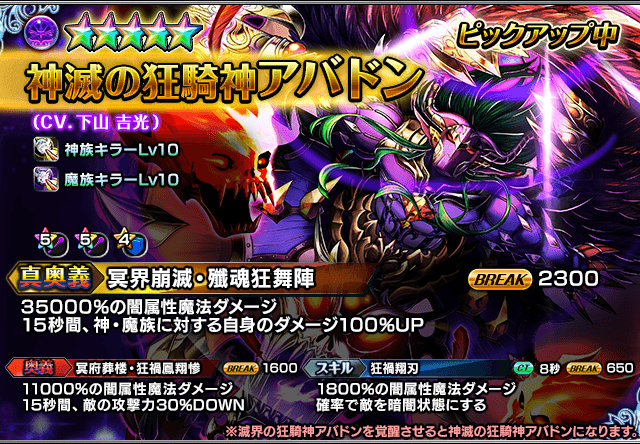 ピックアップ中
神滅の狂騎神アバドン
(CV.下山 吉光)
神族キラーLv10
魔族キラーLv10
5 5 4
真奥義 冥界崩滅・殲魂狂舞陣 BREAK 2300
35000%の闇属性魔法ダメージ
15秒間、神・魔族に対する自身のダメージ100%UP
奥義 冥府葬楼・狂禍鳳翔惨 BREAK 1600
11000%の闇属性魔法ダメージ
15秒間、敵の攻撃力30%DOWN
スキル 狂禍翔刃 C.T. 8秒 BREAK 650
1800%の闇属性魔法ダメージ
確率で敵を暗闇状態にする
※滅界の狂騎神アバドンを覚醒させると神滅の狂騎神アバドンになります。